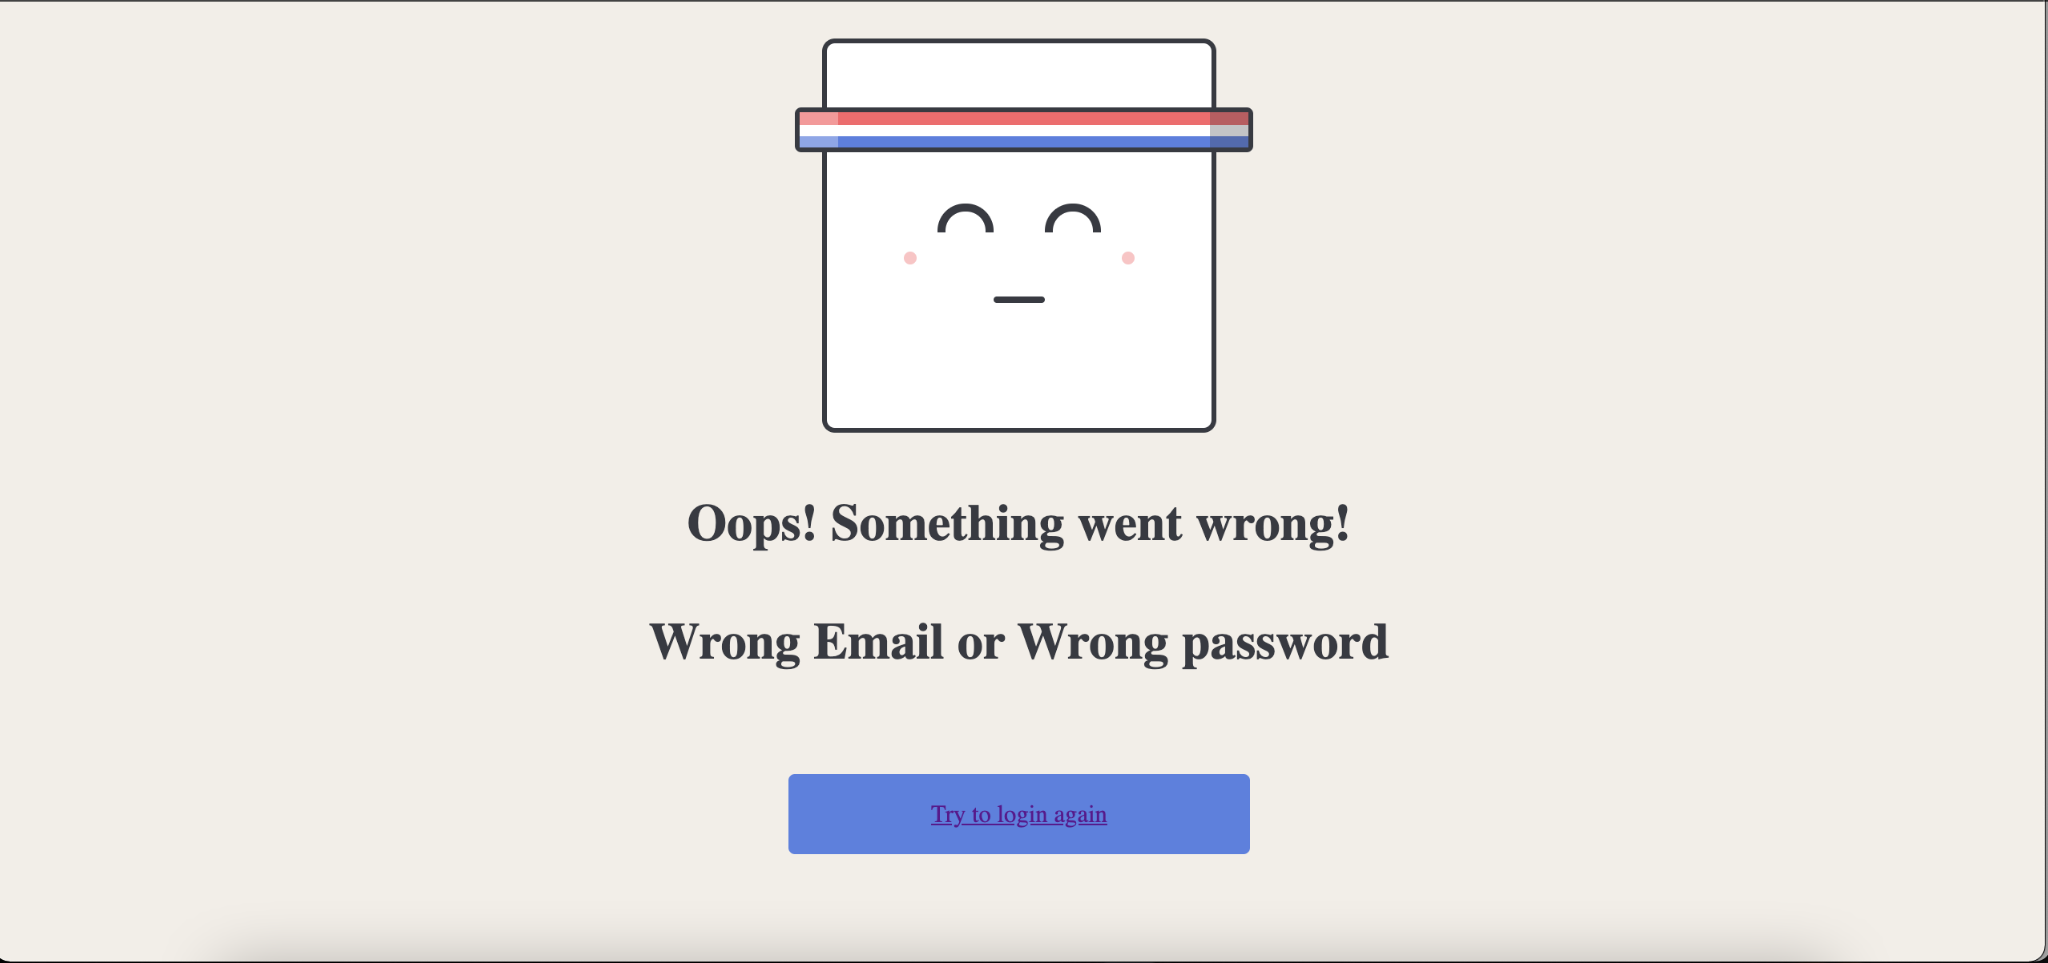 Oops! Something went wrong!
Wrong Email or Wrong password
Try to login again